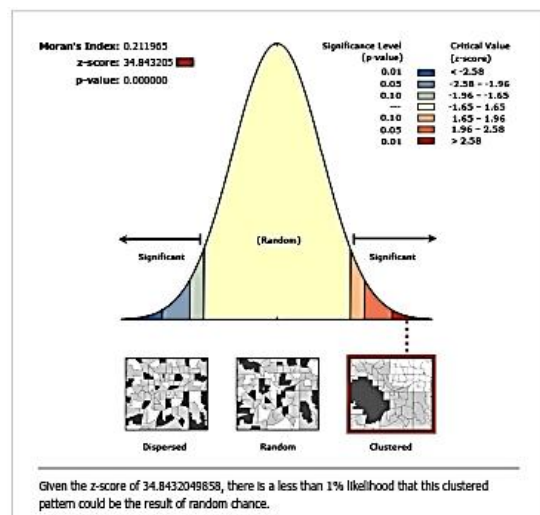 Moran's Index: 0.211965
z-score: 34.843205
p-value: 0.000000
Significance Level
(p-value)
Critical Value
(z-score)
0.01 < -2.58
0.05 -2.58 - -1.96
0.10 -1.96 - -1.65
--- -1.65 - 1.65
0.10 1.65 - 1.96
0.05 1.96 - 2.58
0.01 > 2.58
Significant
(Random)
Significant
Dispersed
Random
Clustered
Given the z-score of 34.8432049858, there is a less than 1% likelihood that this clustered
pattern could be the result of random chance.